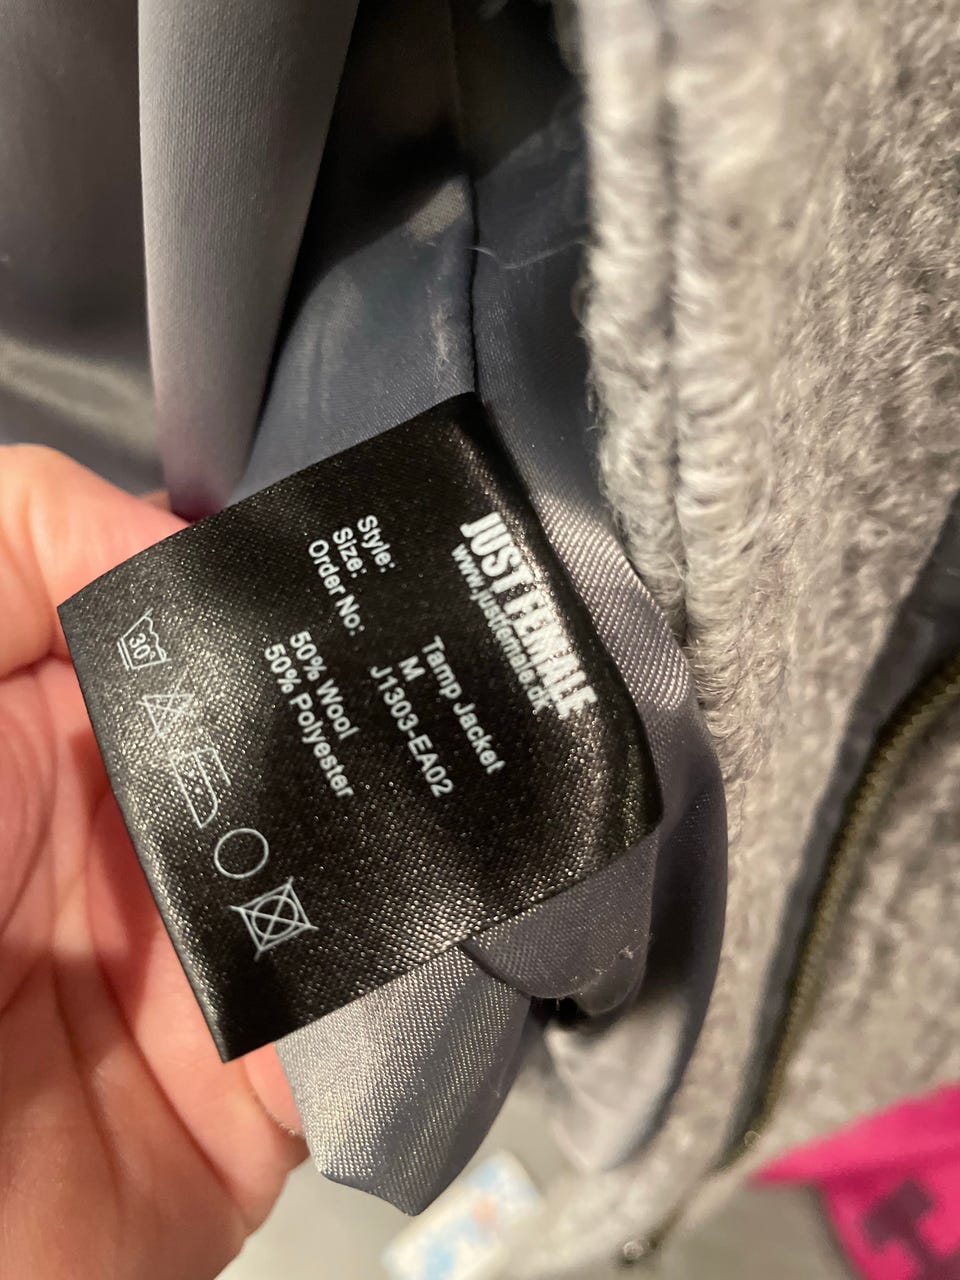 JUST FEMALE
www.justfemale.dk
Style: Tamp Jacket
Size: M
Order No: J1303-EA02
50% Wool
50% Polyester
30°